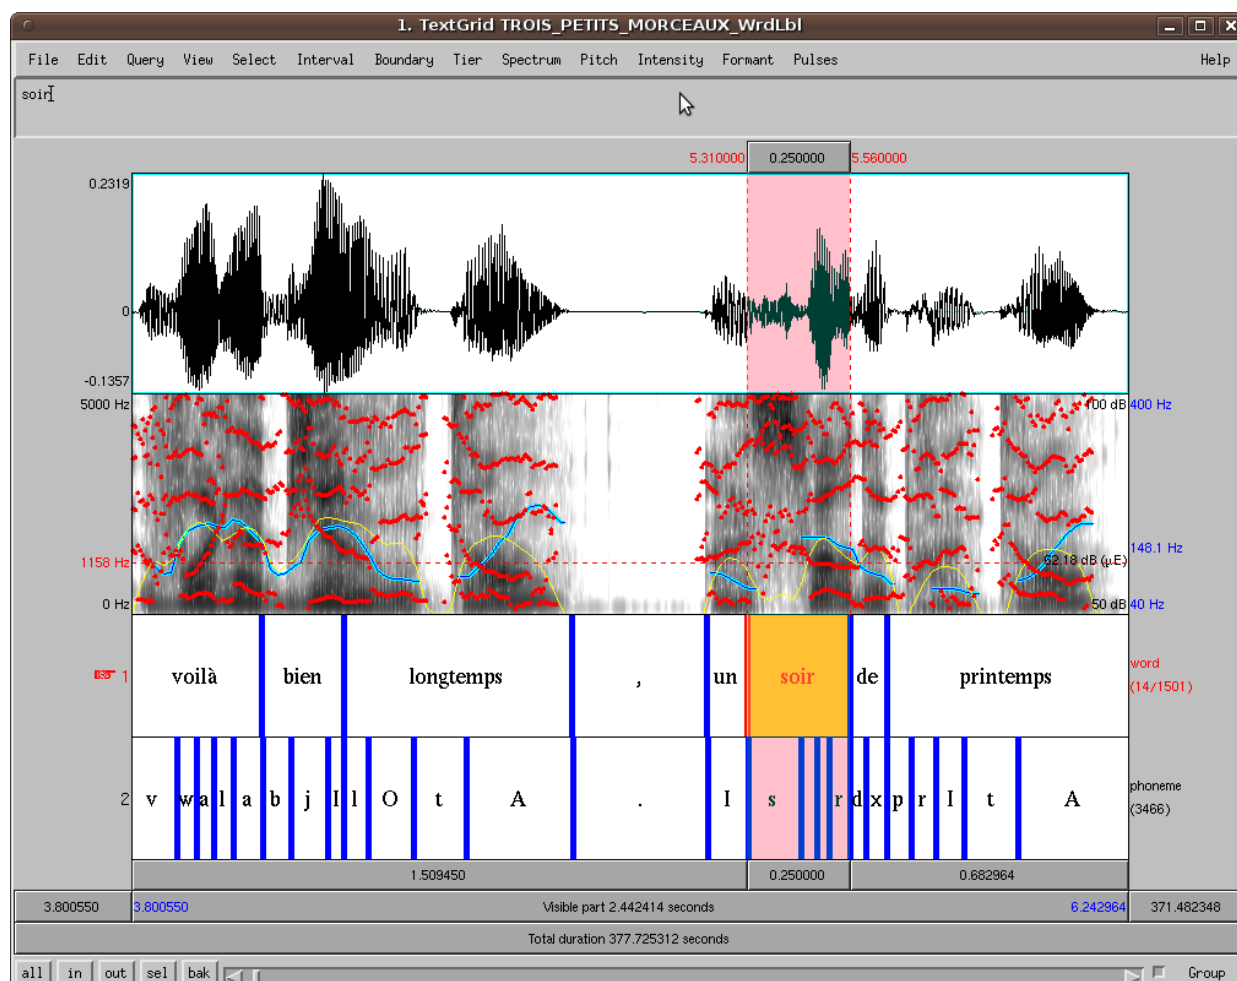 1. TextGrid TROIS_PETITS_MORCEAUX_WrdLbl
File Edit Query View Select Interval Boundary Tier Spectrum Pitch Intensity Formant Pulses Help
soir
5.310000 0.250000 5.560000
0.2319
0
-0.1357
5000 Hz 100 dB 400 Hz
1158 Hz 62.18 dB (µE) 148.1 Hz
0 Hz 50 dB 40 Hz
1 voilà bien longtemps , un soir de printemps word
(14/1501)
2 v w a l a b j I l O t A . I s r d x p r I t A phoneme
(3466)
1.509450 0.250000 0.682964
3.800550 3.800550 Visible part 2.442414 seconds 6.242964 371.482348
Total duration 377.725312 seconds
all in out sel bak Group